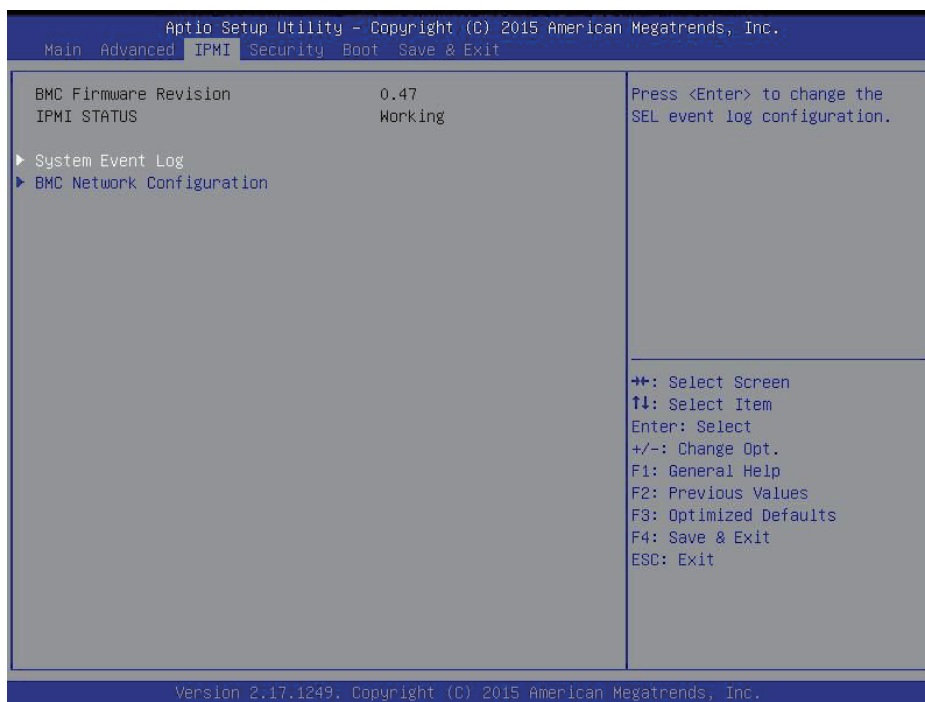 Aptio Setup Utility – Copyright (C) 2015 American Megatrends, Inc.
Main Advanced IPMI Security Boot Save & Exit
BMC Firmware Revision 0.47
IPMI STATUS Working
System Event Log
BMC Network Configuration
Press <Enter> to change the
SEL event log configuration.
→←: Select Screen
↑↓: Select Item
Enter: Select
+/-: Change Opt.
F1: General Help
F2: Previous Values
F3: Optimized Defaults
F4: Save & Exit
ESC: Exit
Version 2.17.1249. Copyright (C) 2015 American Megatrends, Inc.